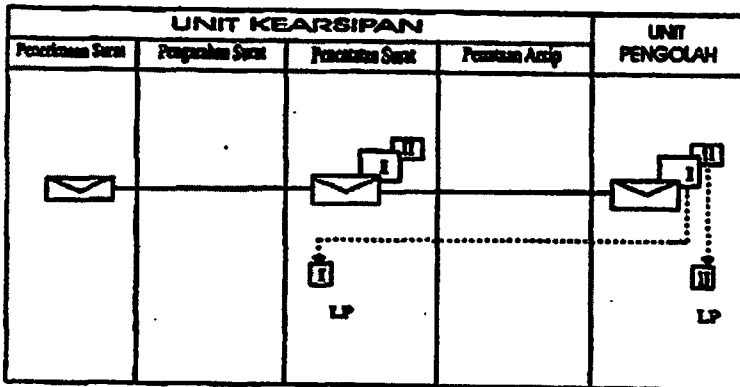 UNIT KEARSIPAN
UNIT
PENGOLAH
Penerimaan Surat
Pengarahan Surat
Pencatatan Surat
Penataan Arsip
II
I
II
I
I
II
LP
LP